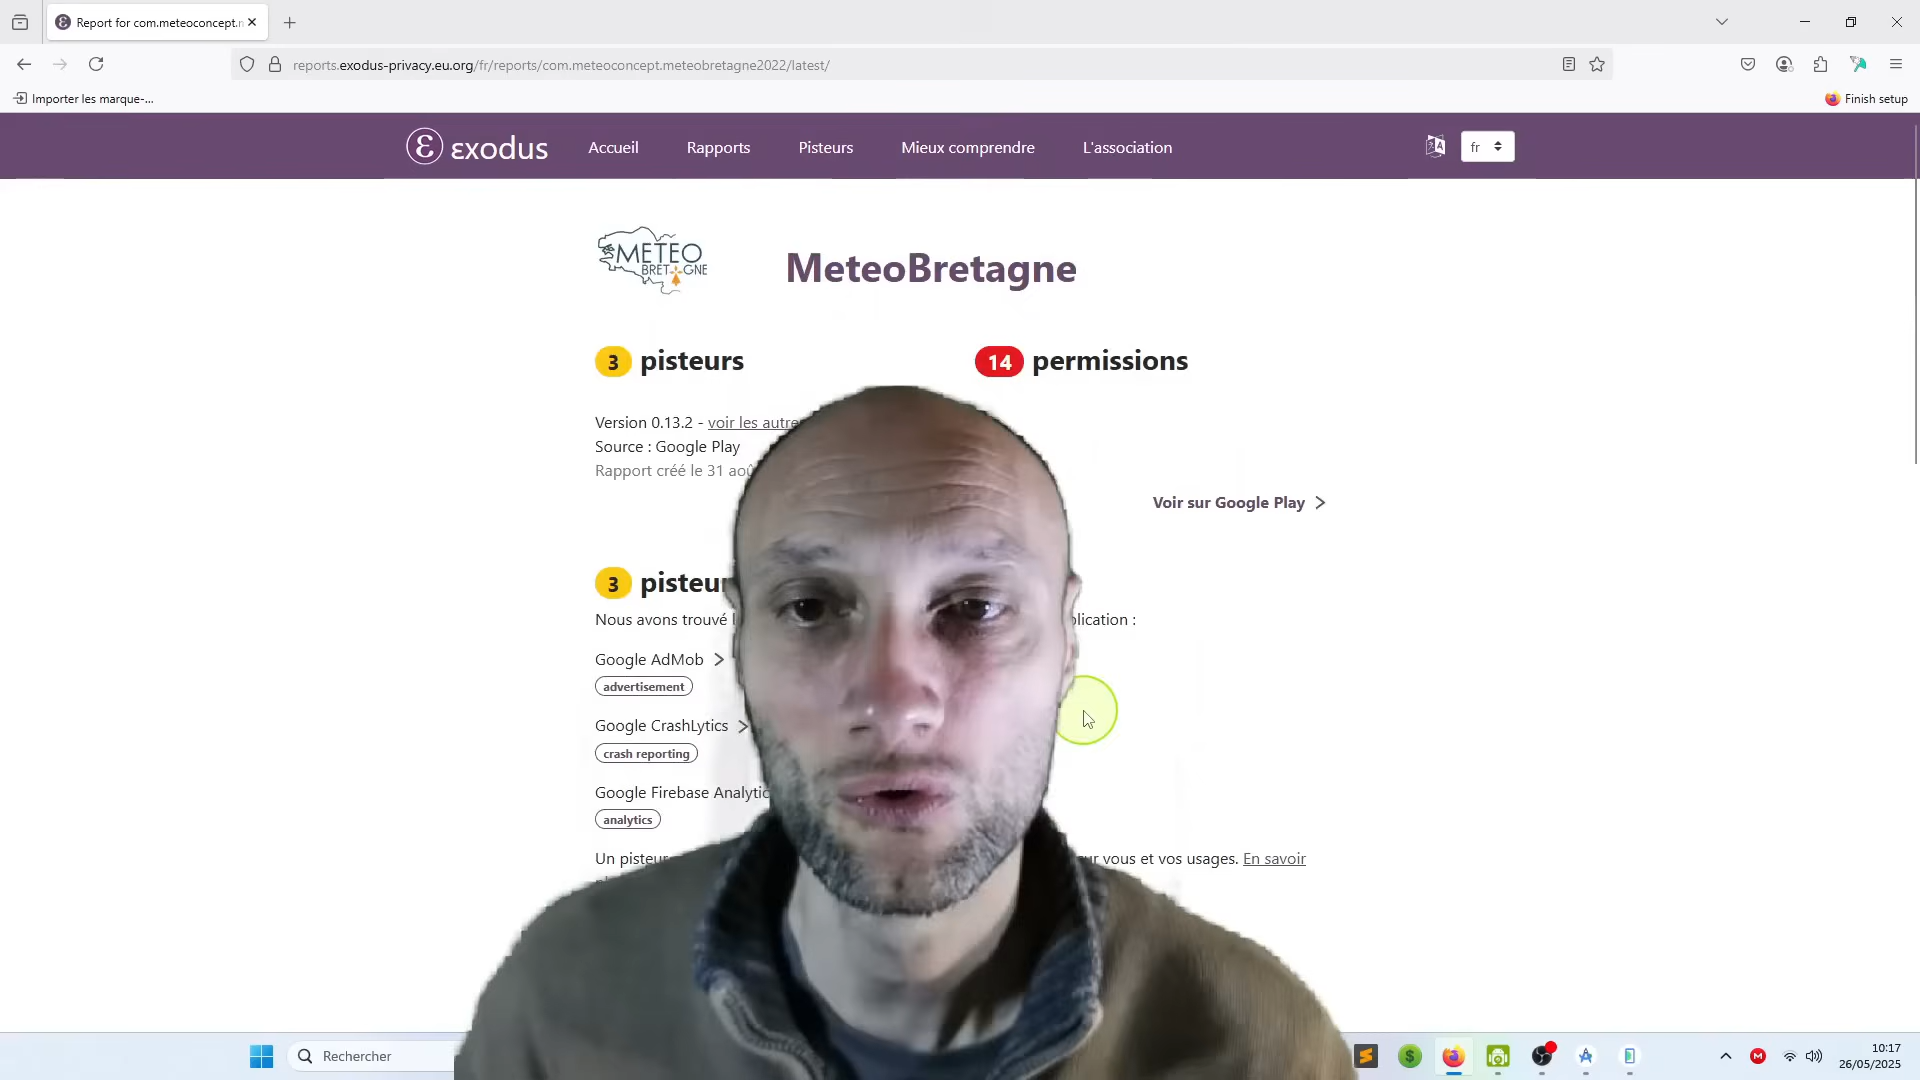 Report for com.meteoconcept.n
reports.exodus-privacy.eu.org/fr/reports/com.meteoconcept.meteobretagne2022/latest/
Importer les marque-...
Finish setup
εxodus
Accueil
Rapports
Pisteurs
Mieux comprendre
L'association
fr
METEO
BRETAGNE
MeteoBretagne
3 pisteurs
14 permissions
Version 0.13.2 - voir les autre
Source : Google Play
Rapport créé le 31 aoû
Voir sur Google Play
3 pisteu
Nous avons trouvé
plication :
Google AdMob
advertisement
Google CrashLytics
crash reporting
Google Firebase Analytic
analytics
Un pisteur
ur vous et vos usages. En savoir
Rechercher
10:17
26/05/2025